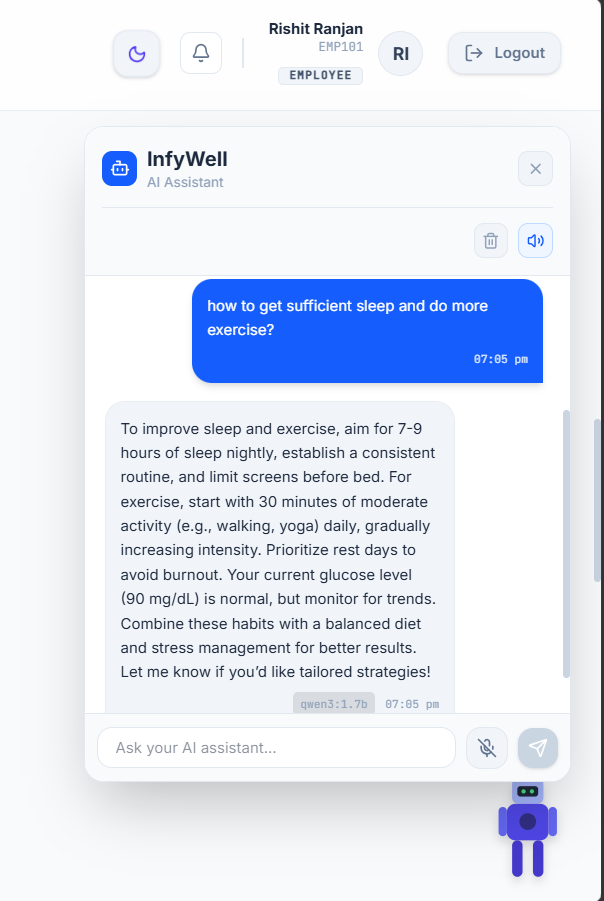 Rishit Ranjan
EMP101
EMPLOYEE
RI
Logout
InfyWell
AI Assistant
how to get sufficient sleep and do more
exercise?
07:05 pm
To improve sleep and exercise, aim for 7-9
hours of sleep nightly, establish a consistent
routine, and limit screens before bed. For
exercise, start with 30 minutes of moderate
activity (e.g., walking, yoga) daily, gradually
increasing intensity. Prioritize rest days to
avoid burnout. Your current glucose level
(90 mg/dL) is normal, but monitor for trends.
Combine these habits with a balanced diet
and stress management for better results.
Let me know if you’d like tailored strategies!
qwen3:1.7b 07:05 pm
Ask your AI assistant...